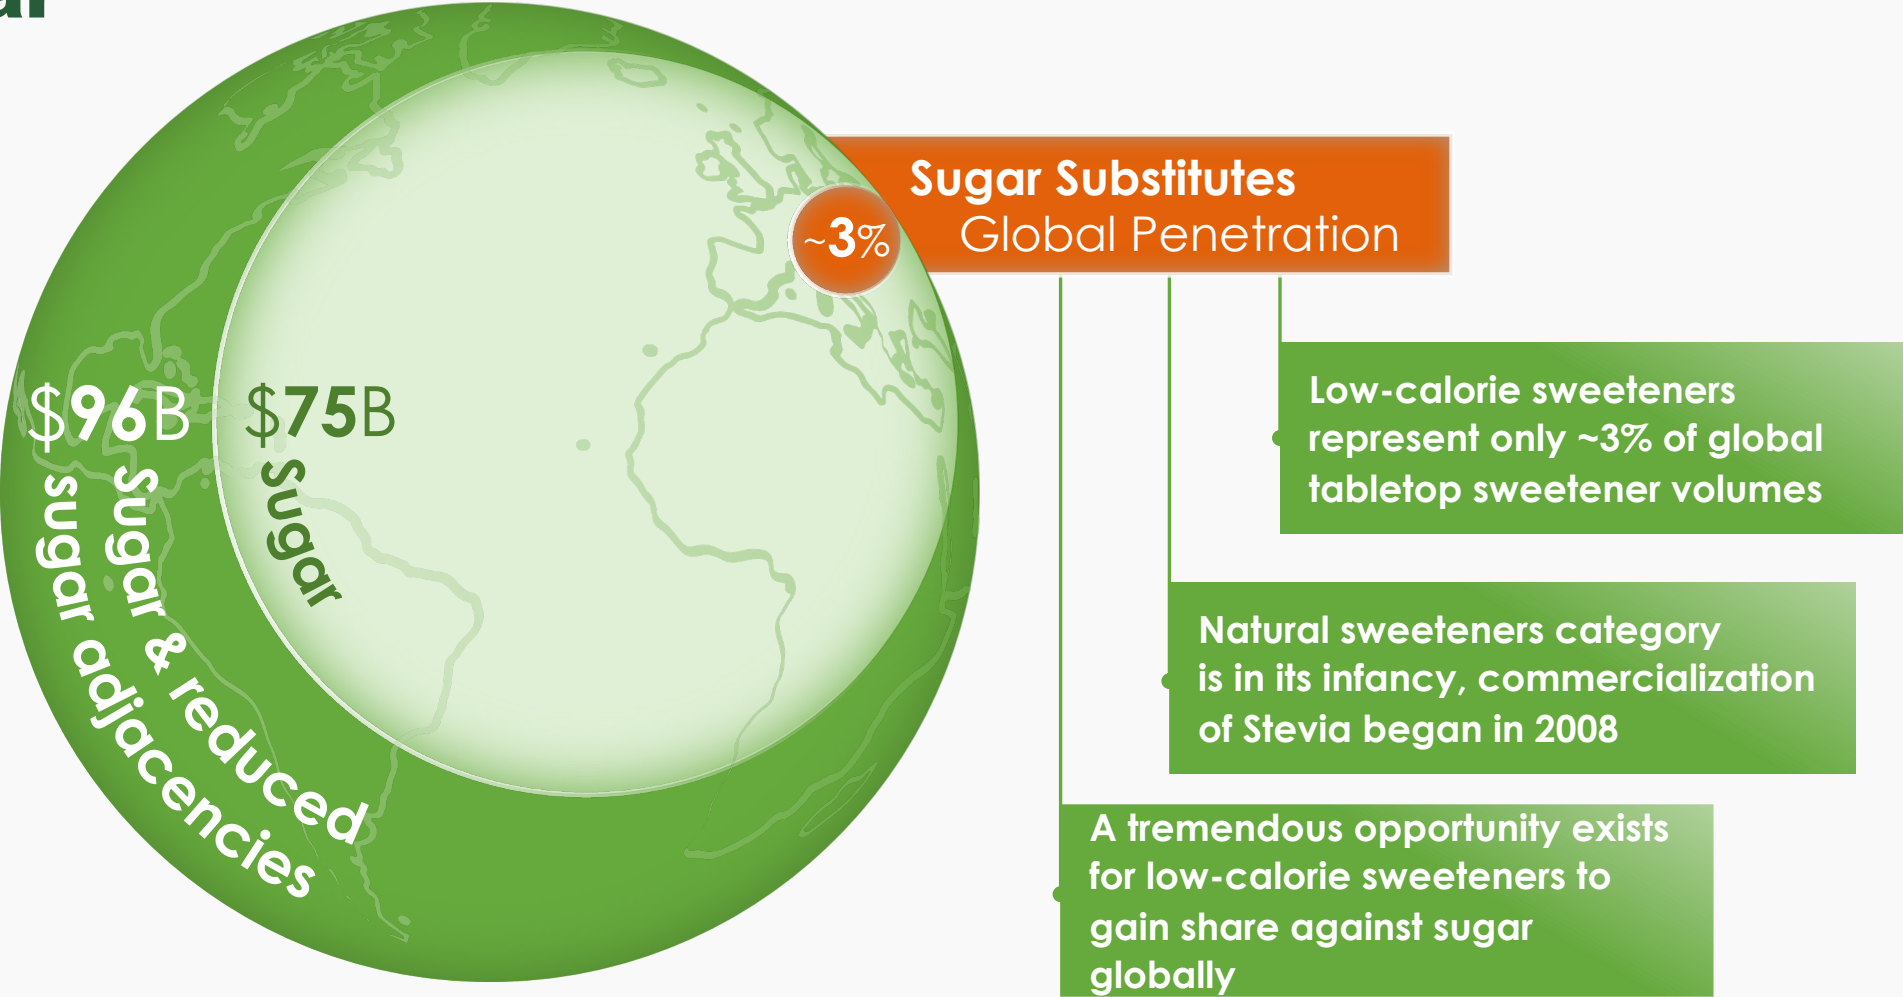 $96B
Sugar & reduced
sugar adjacencies
$75B
Sugar
~3%
Sugar Substitutes
Global Penetration
Low-calorie sweeteners
represent only ~3% of global
tabletop sweetener volumes
Natural sweeteners category
is in its infancy, commercialization
of Stevia began in 2008
A tremendous opportunity exists
for low-calorie sweeteners to
gain share against sugar
globally